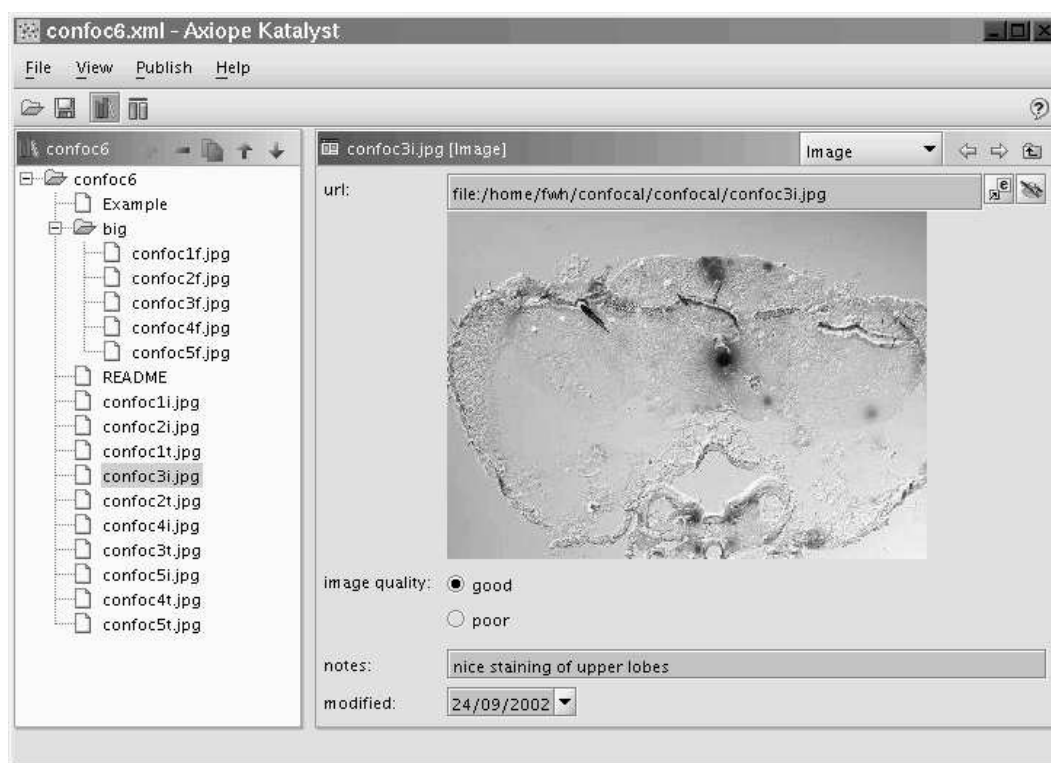 confoc6.xml - Axiope Katalyst
File View Publish Help
confoc6
confoc6
Example
big
confoc1f.jpg
confoc2f.jpg
confoc3f.jpg
confoc4f.jpg
confoc5f.jpg
README
confoc1i.jpg
confoc2i.jpg
confoc1t.jpg
confoc3i.jpg
confoc2t.jpg
confoc4i.jpg
confoc3t.jpg
confoc5i.jpg
confoc4t.jpg
confoc5t.jpg
confoc3i.jpg [Image] Image
url: file:/home/fwh/confocal/confocal/confoc3i.jpg e
image quality: good
poor
notes: nice staining of upper lobes
modified: 24/09/2002